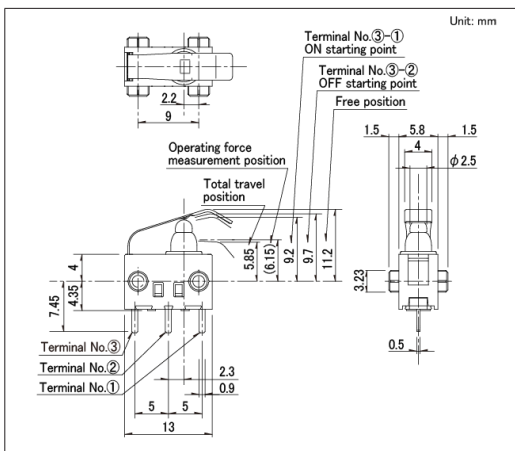 Unit: mm
Terminal No.③-①
ON starting point
Terminal No.③-②
OFF starting point
Free position
2.2
9
1.5
5.8
1.5
4
φ2.5
Operating force
measurement position
Total travel
position
5.85
(6.15)
9.2
9.7
11.2
4
4.35
7.45
3.23
Terminal No.③
Terminal No.②
Terminal No.①
2.3
0.9
0.5
5
5
13